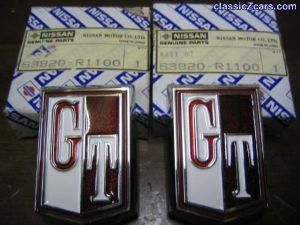 classicZcars.com
NISSAN
GENUINE PARTS
NISSAN MOTOR CO., LTD.
63820-R1100 1
NISSAN
GENUINE PARTS
NISSAN MOTOR CO., LTD.
63820-R1100
GT
GT